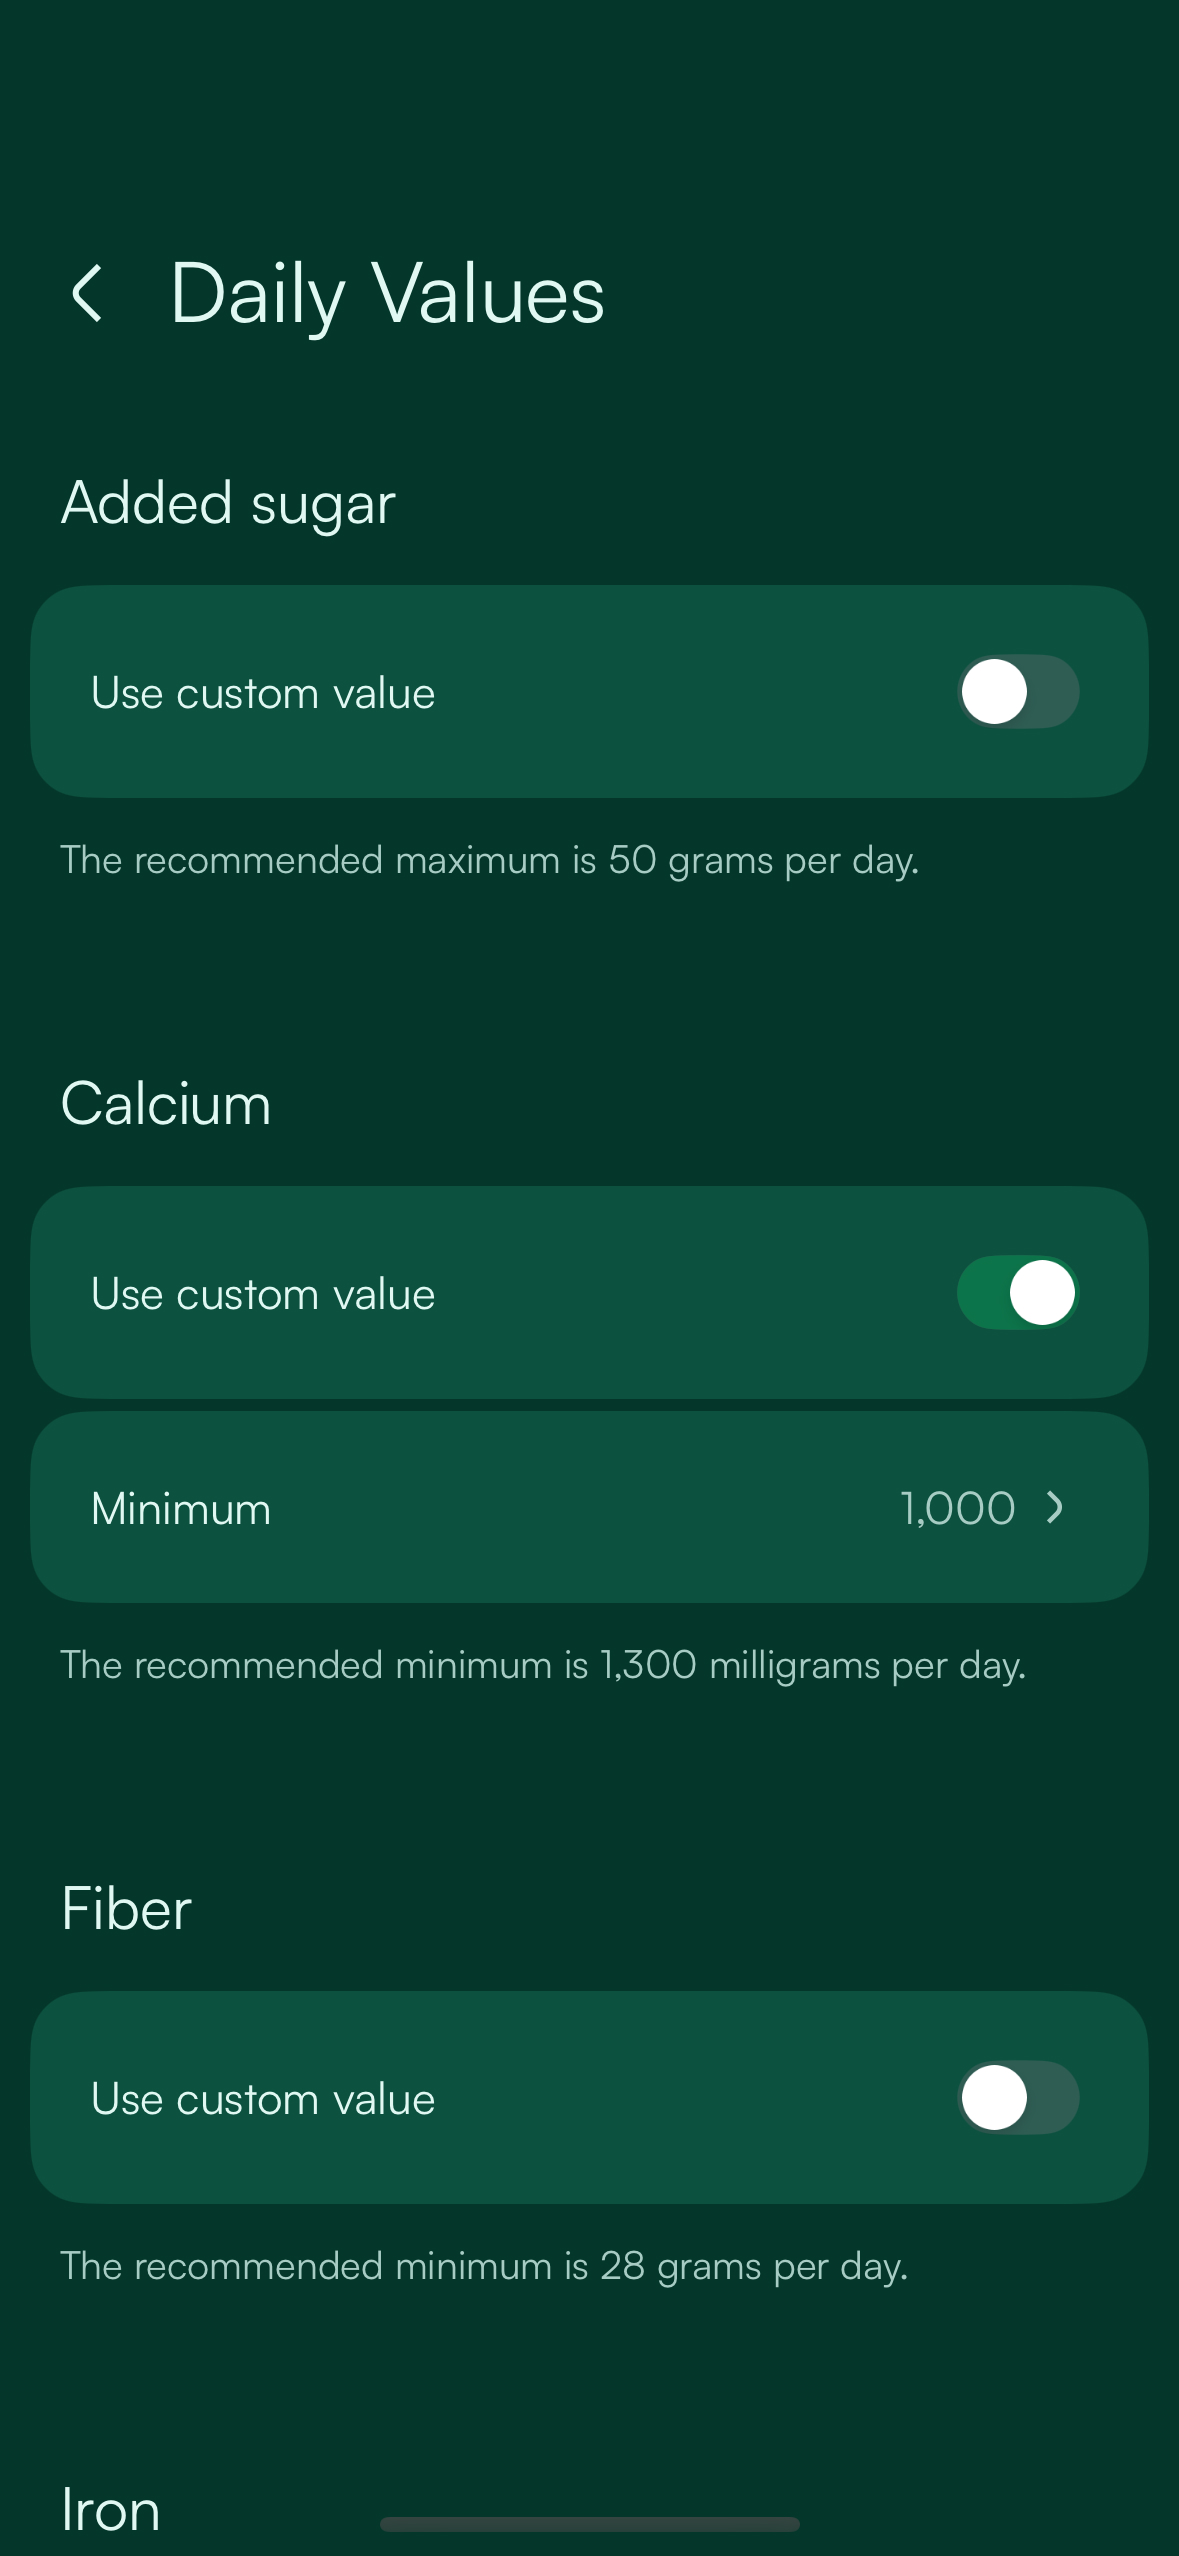 Daily Values
Added sugar
Use custom value
The recommended maximum is 50 grams per day.
Calcium
Use custom value
Minimum 1,000
The recommended minimum is 1,300 milligrams per day.
Fiber
Use custom value
The recommended minimum is 28 grams per day.
Iron